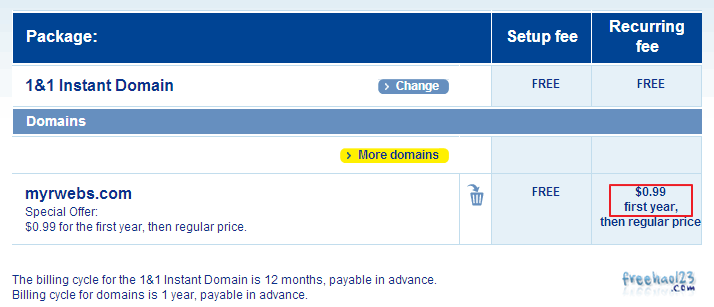 Package:
Setup fee
Recurring
fee
1&1 Instant Domain
› Change
FREE
FREE
Domains
› More domains
myrwebs.com
Special Offer:
$0.99 for the first year, then regular price.
FREE
$0.99
first year,
then regular price
The billing cycle for the 1&1 Instant Domain is 12 months, payable in advance.
Billing cycle for domains is 1 year, payable in advance.
freehao123
.com